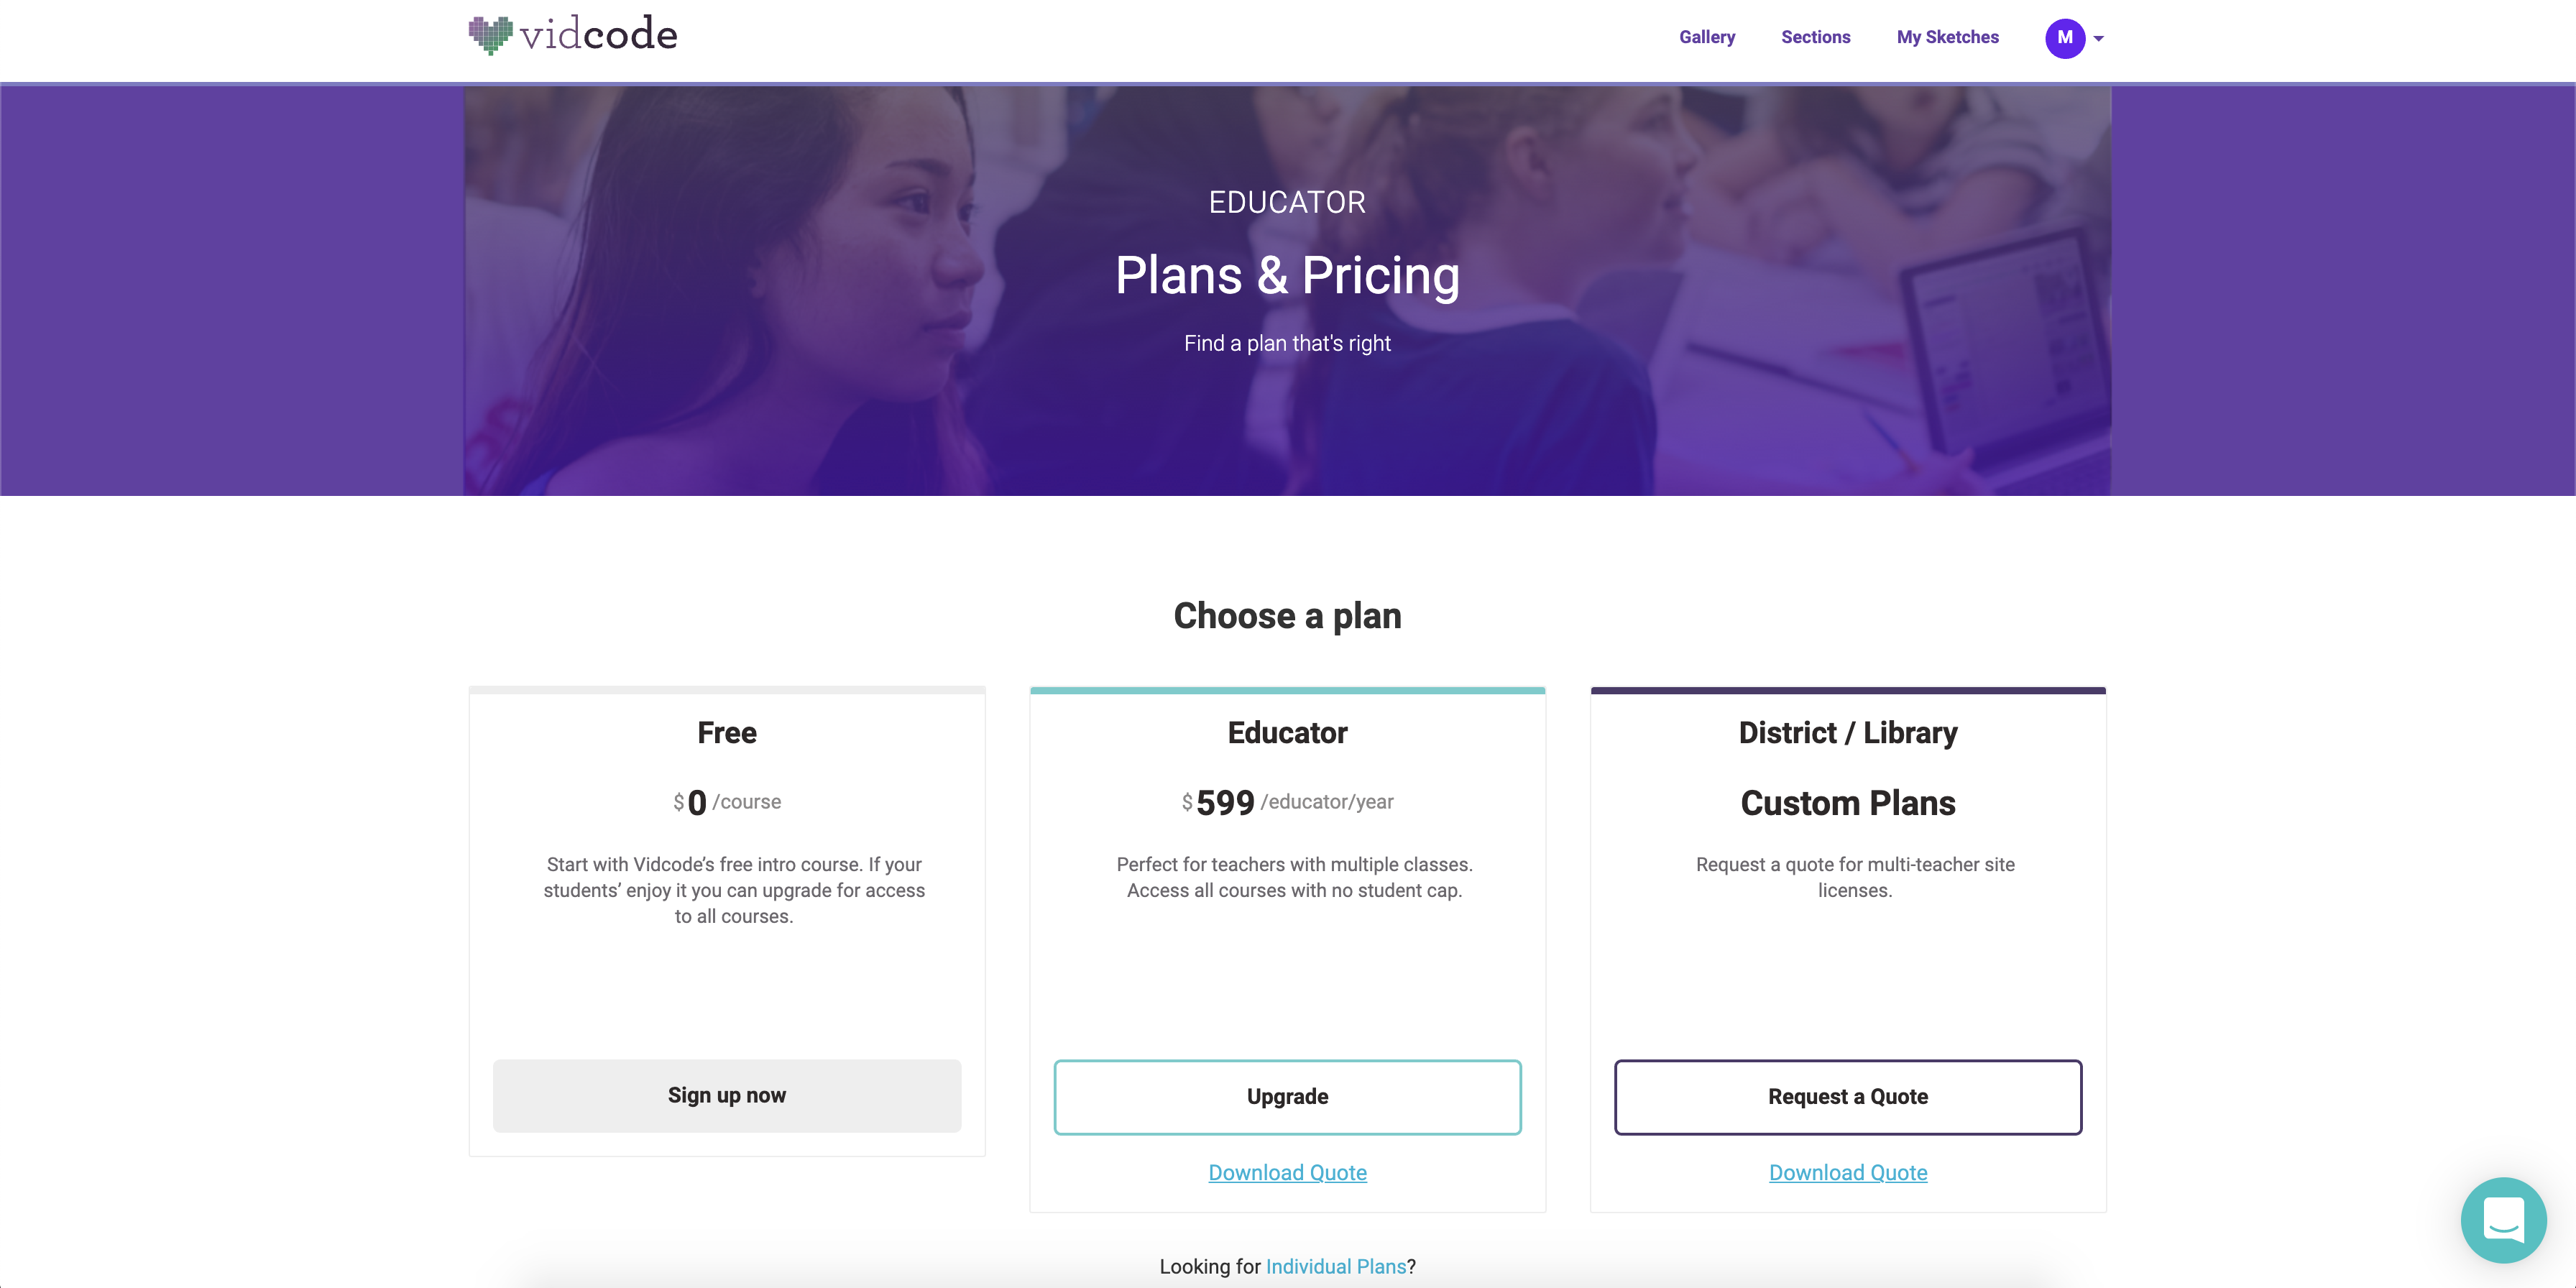 vidcode
Gallery
Sections
My Sketches
M
EDUCATOR
Plans & Pricing
Find a plan that's right
Choose a plan
Free
$0 /course
Start with Vidcode’s free intro course. If your
students’ enjoy it you can upgrade for access
to all courses.
Sign up now
Educator
$599 /educator/year
Perfect for teachers with multiple classes.
Access all courses with no student cap.
Upgrade
Download Quote
District / Library
Custom Plans
Request a quote for multi-teacher site
licenses.
Request a Quote
Download Quote
Looking for Individual Plans?